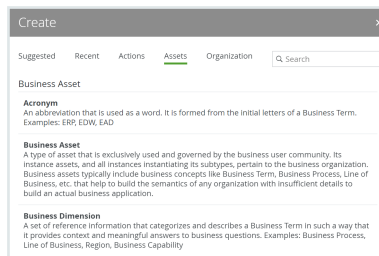 Create
Suggested Recent Actions Assets Organization Search
Business Asset
Acronym
An abbreviation that is used as a word. It is formed from the initial letters of a Business Term.
Examples: ERP, EDW, EAD
Business Asset
A type of asset that is exclusively used and governed by the business user community. Its
instance assets, and all instances instantiating its subtypes, pertain to the business organization.
Business assets typically include business concepts like Business Term, Business Process, Line of
Business, etc. that help to build the semantics of any organization with insufficient details to
build an actual business application.
Business Dimension
A set of reference information that categorizes and describes a Business Term in such a way that
it provides context and meaningful answers to business questions. Examples: Business Process,
Line of Business, Region, Business Capability